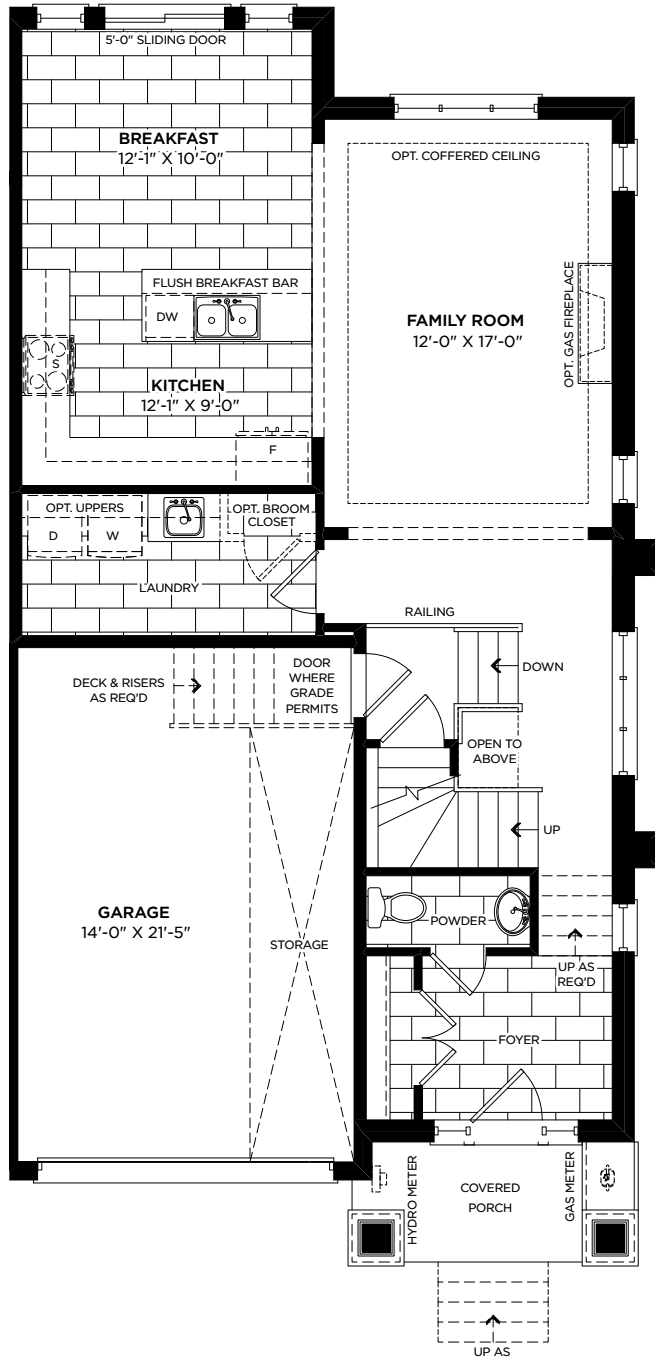 5'-0" SLIDING DOOR
BREAKFAST
12'-1" X 10'-0"
OPT. COFFERED CEILING
FLUSH BREAKFAST BAR
DW
S
KITCHEN
12'-1" X 9'-0"
F
FAMILY ROOM
12'-0" X 17'-0"
OPT. GAS FIREPLACE
OPT. UPPERS
D
W
OPT. BROOM
CLOSET
LAUNDRY
RAILING
DECK & RISERS
AS REQ'D
DOOR
WHERE
GRADE
PERMITS
DOWN
OPEN TO
ABOVE
UP
GARAGE
14'-0" X 21'-5"
STORAGE
POWDER
UP AS
REQ'D
FOYER
HYDRO METER
COVERED
PORCH
GAS METER
UP AS